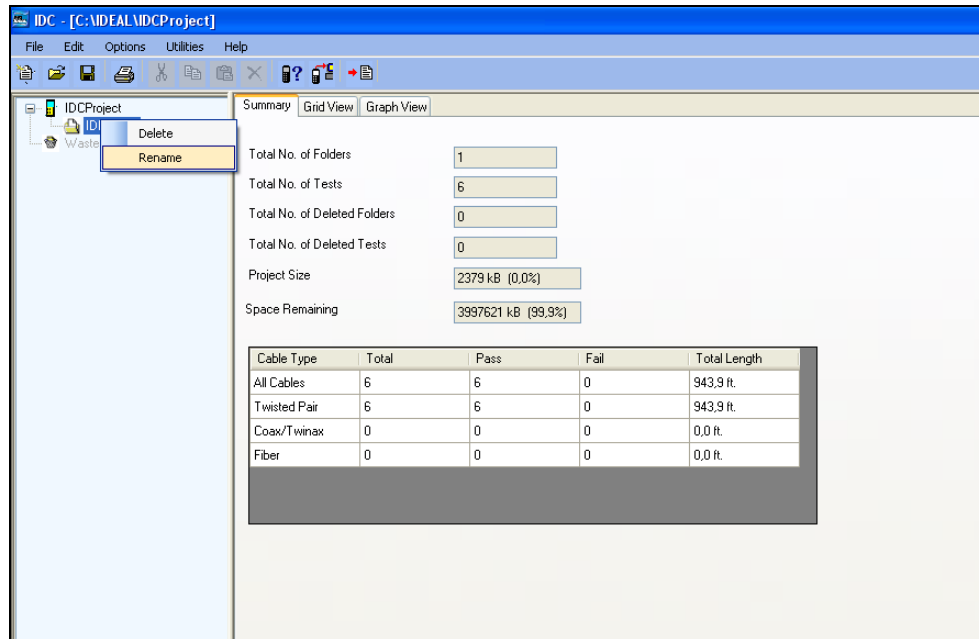 IDC - [C:\IDEAL\IDCProject]
File Edit Options Utilities Help
IDCProject
Delete
Rename
Summary Grid View Graph View
Total No. of Folders 1
Total No. of Tests 6
Total No. of Deleted Folders 0
Total No. of Deleted Tests 0
Project Size 2379 kB (0,0%)
Space Remaining 3997621 kB (99,9%)
Cable Type Total Pass Fail Total Length
All Cables 6 6 0 943,9 ft.
Twisted Pair 6 6 0 943,9 ft.
Coax/Twinax 0 0 0 0,0 ft.
Fiber 0 0 0 0,0 ft.